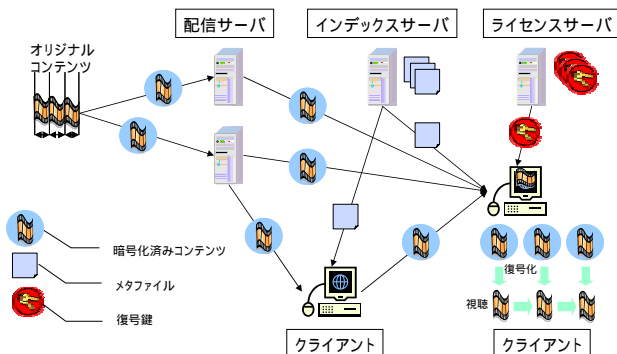 配信サーバ
インデックスサーバ
ライセンスサーバ
オリジナル
コンテンツ
暗号化済みコンテンツ
メタファイル
復号鍵
復号化
視聴
クライアント
クライアント